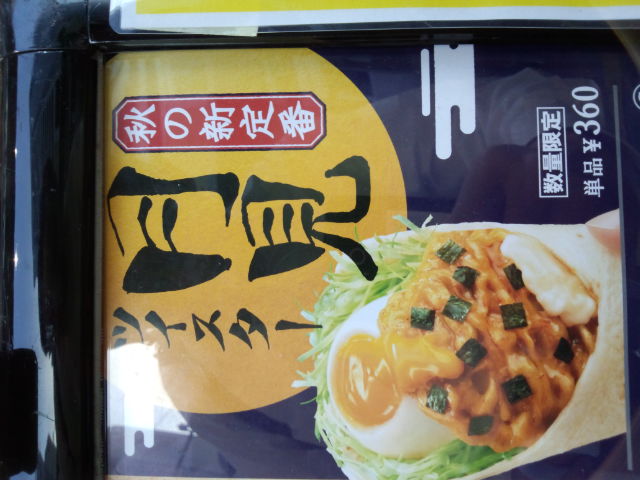 秋の新定番
月見
ツイスター
数量限定
単品¥360